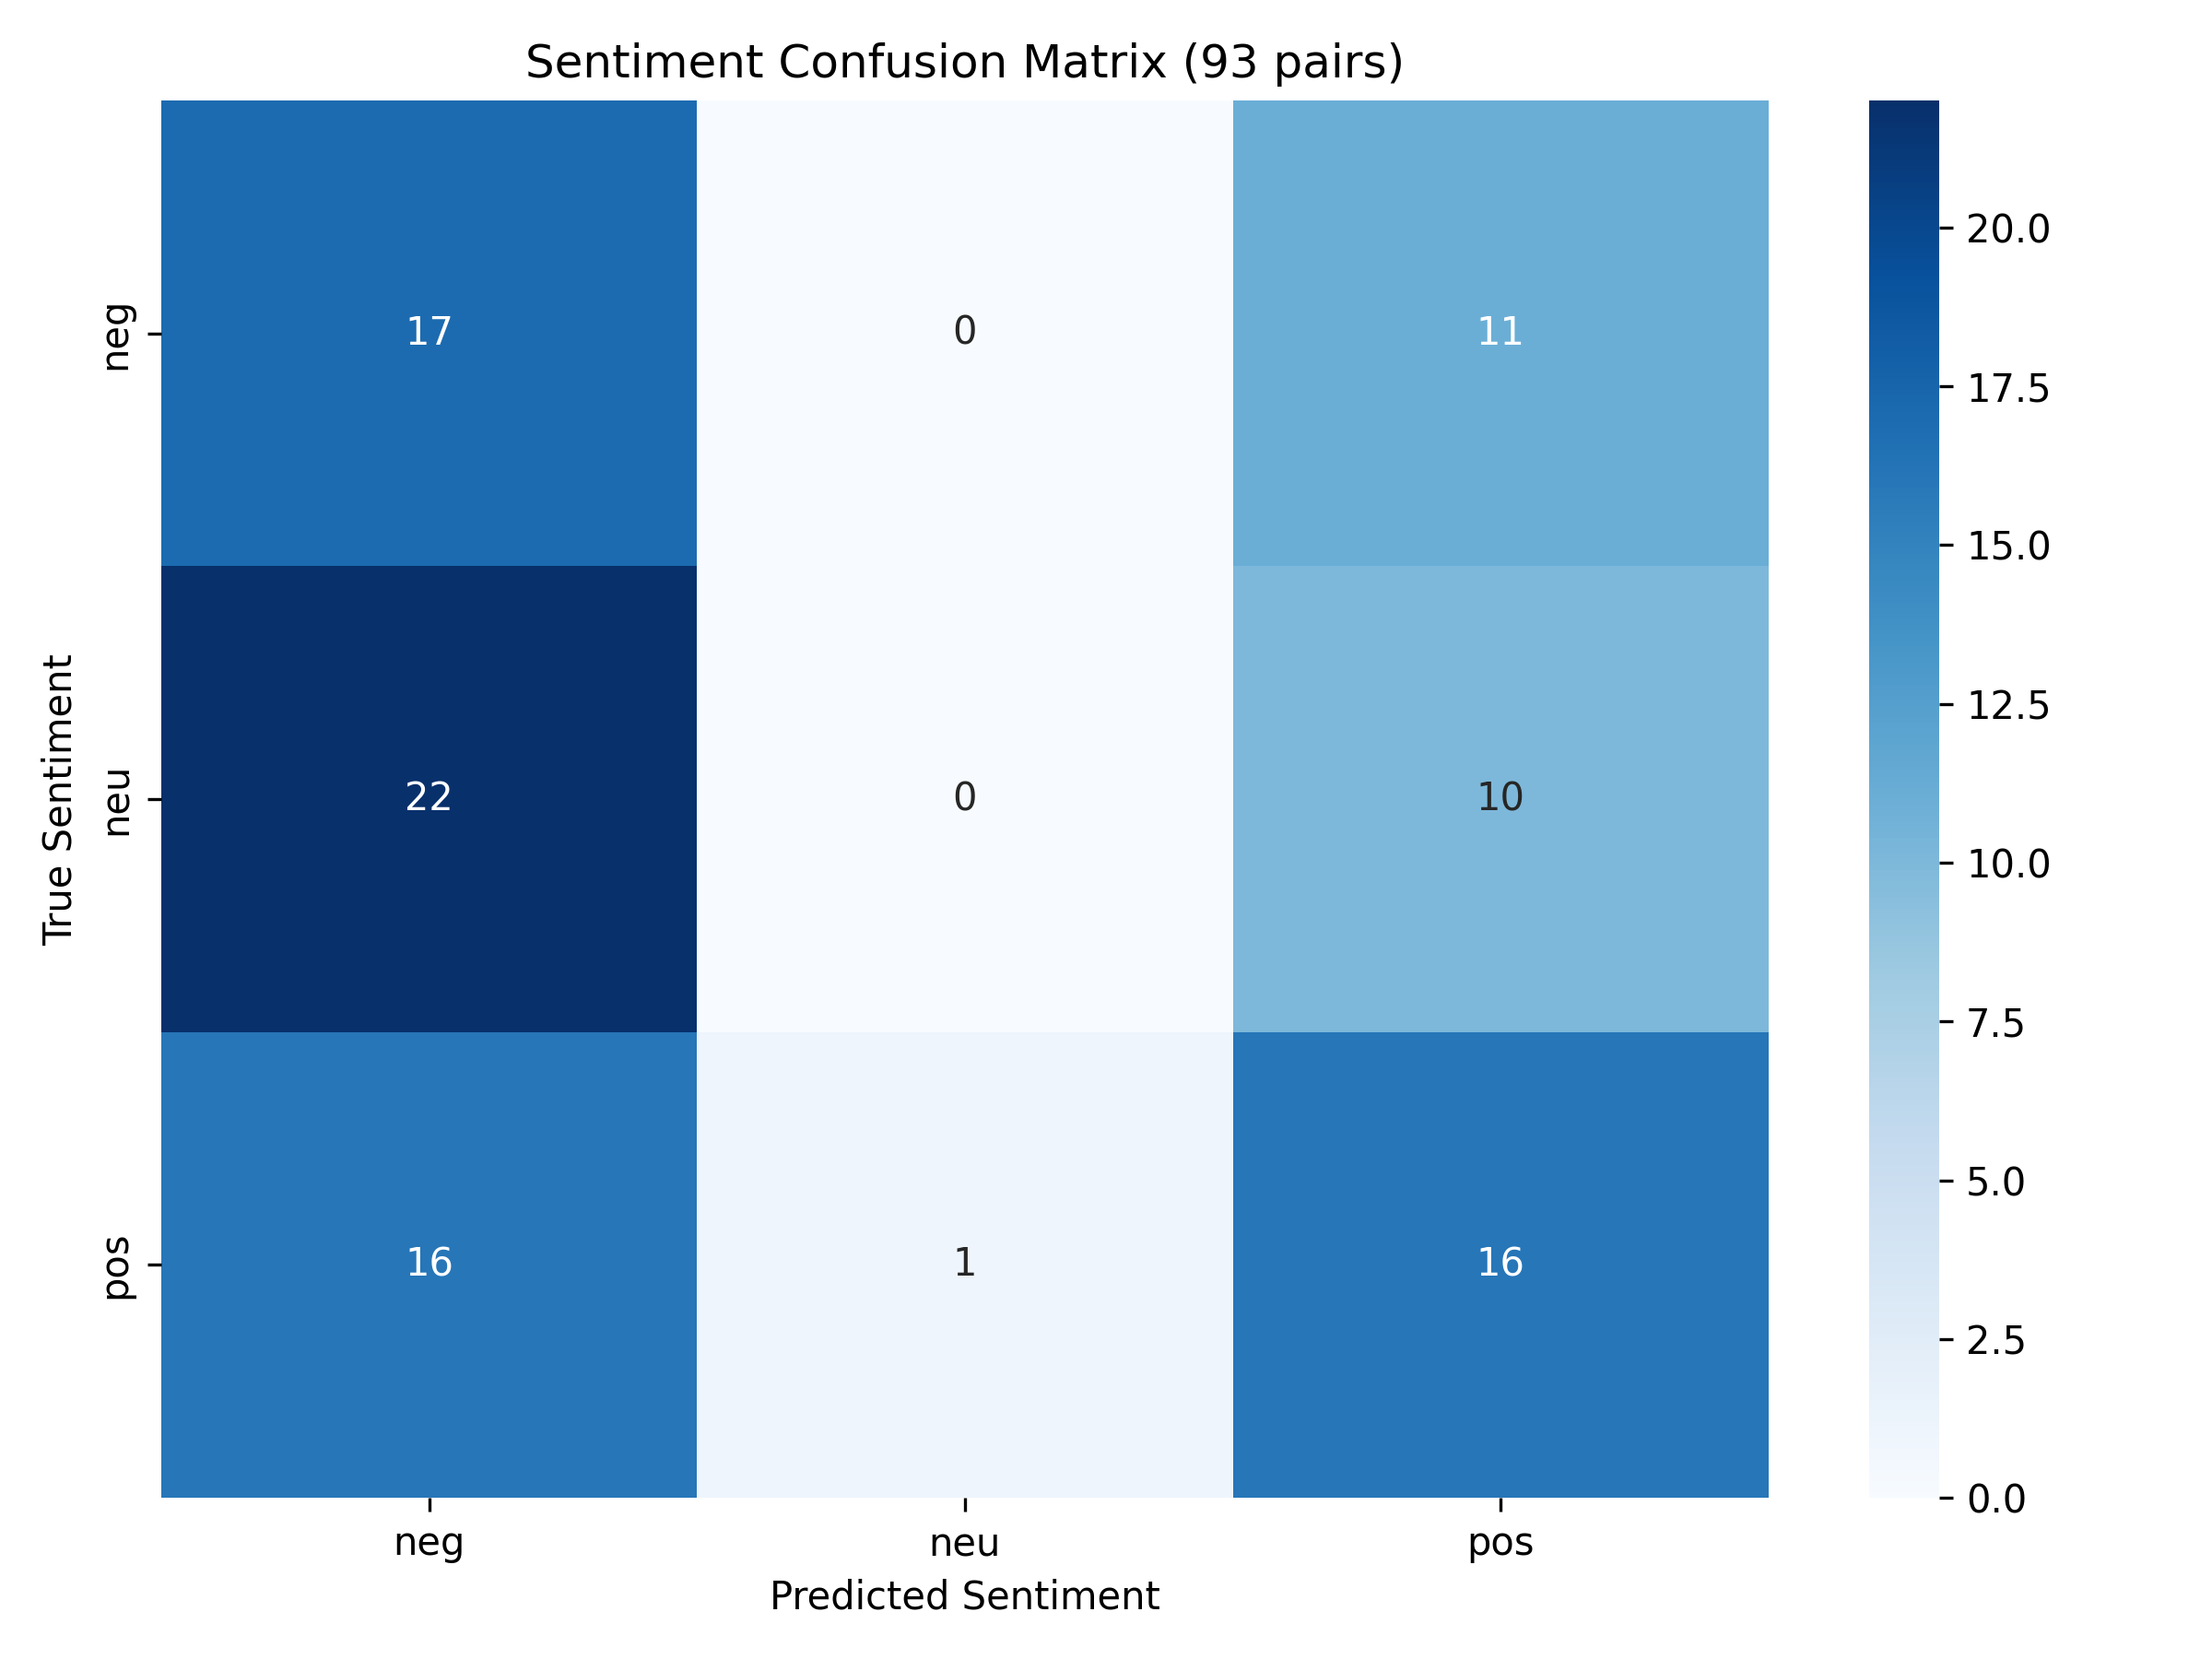 Sentiment Confusion Matrix (93 pairs)
True Sentiment
neg
17
0
11
neu
22
0
10
pos
16
1
16
neg
neu
pos
Predicted Sentiment
20.0
17.5
15.0
12.5
10.0
7.5
5.0
2.5
0.0